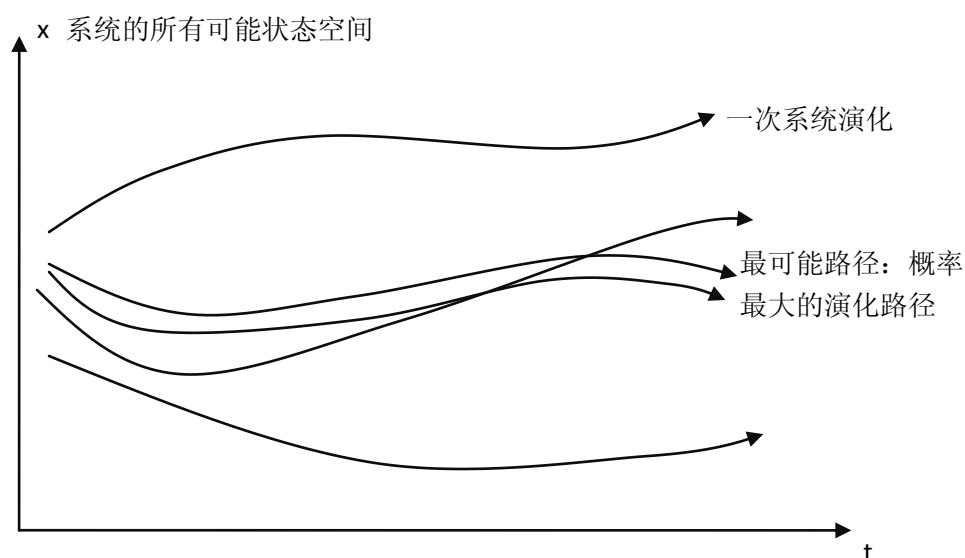 x 系统的所有可能状态空间
一次系统演化
最可能路径：概率
最大的演化路径
t